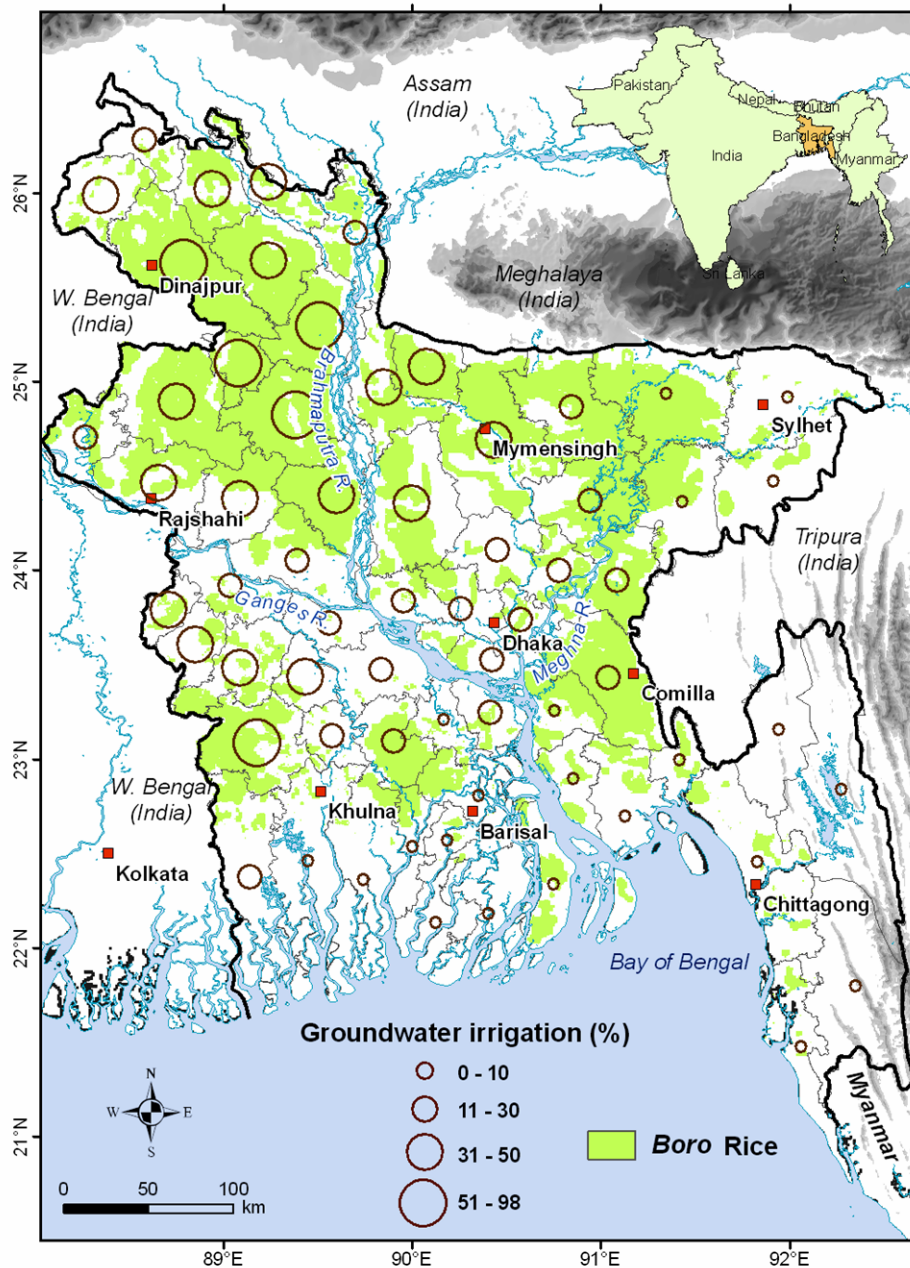 Assam
(India)
Pakistan
Nepal
Bhutan
Bangladesh
India
Myanmar
Sri Lanka
26°N
25°N
24°N
23°N
22°N
21°N
Meghalaya
(India)
Dinajpur
W. Bengal
(India)
Brahmaputra R.
Sylhet
Mymensingh
Rajshahi
Tripura
(India)
Ganges R.
Dhaka
Meghna R.
Comilla
W. Bengal
(India)
Khulna
Barisal
Kolkata
Chittagong
Bay of Bengal
Groundwater irrigation (%)
0 - 10
11 - 30
31 - 50
51 - 98
Boro Rice
Myanmar
N
W
E
S
0 50 100
km
89°E 90°E 91°E 92°E